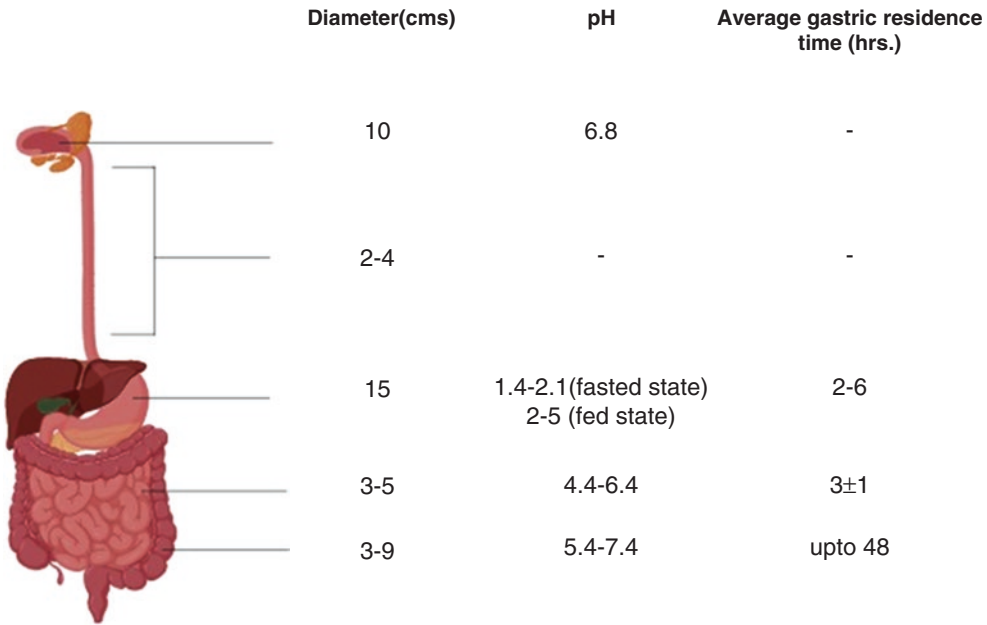 Diameter(cms) pH Average gastric residence
time (hrs.)
10 6.8 -
2-4 - -
15 1.4-2.1(fasted state) 2-6
2-5 (fed state)
3-5 4.4-6.4 3±1
3-9 5.4-7.4 upto 48